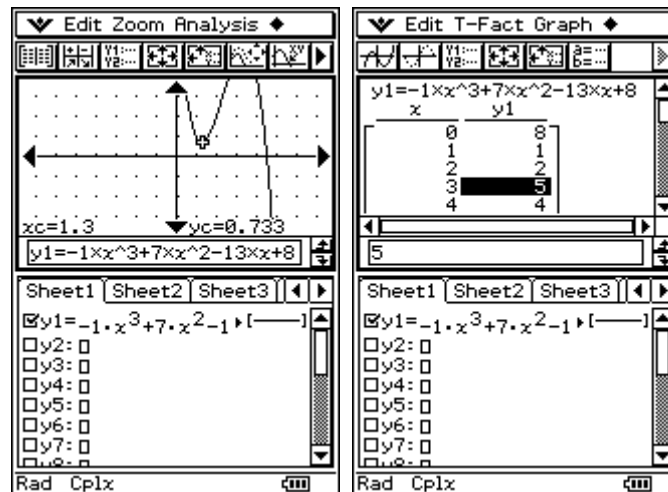 Edit Zoom Analysis ◆
xc=1.3 yc=0.733
y1=-1×x^3+7×x^2-13×x+8
Sheet1 Sheet2 Sheet3
y1=-1·x^3+7·x^2-1
y2:
y3:
y4:
y5:
y6:
y7:
Rad Cplx
Edit T-Fact Graph ◆
y1=-1×x^3+7×x^2-13×x+8
x y1
0 8
1 1
2 2
3 5
4 4
5
Sheet1 Sheet2 Sheet3
y1=-1·x^3+7·x^2-1
y2:
y3:
y4:
y5:
y6:
y7:
Rad Cplx